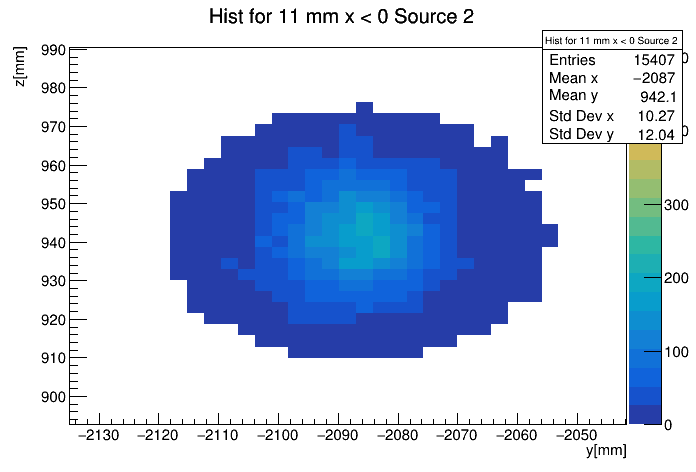 Hist for 11 mm x < 0 Source 2
z[mm]
990
980
970
960
950
940
930
920
910
900
−2130 −2120 −2110 −2100 −2090 −2080 −2070 −2060 −2050
y[mm]
Hist for 11 mm x < 0 Source 2
Entries 15407
Mean x −2087
Mean y 942.1
Std Dev x 10.27
Std Dev y 12.04
300
200
100
0